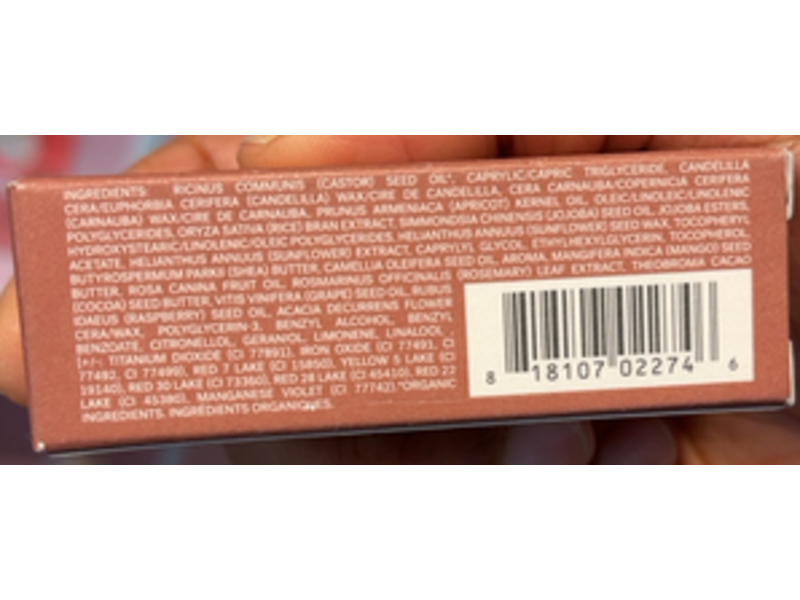 INGREDIENTS: RICINUS COMMUNIS (CASTOR) SEED OIL*, CAPRYLIC/CAPRIC TRIGLYCERIDE, CANDELILLA
CERA/EUPHORBIA CERIFERA (CANDELILLA) WAX/CIRE DE CANDELILLA, CERA CARNAUBA/COPERNICIA CERIFERA
(CARNAUBA) WAX/CIRE DE CARNAUBA, PRUNUS ARMENIACA (APRICOT) KERNEL OIL, OLEIC/LINOLEIC/LINOLENIC
POLYGLYCERIDES, ORYZA SATIVA (RICE) BRAN EXTRACT, SIMMONDSIA CHINENSIS (JOJOBA) SEED OIL, JOJOBA ESTERS,
HYDROXYSTEARIC/LINOLENIC/OLEIC POLYGLYCERIDES, HELIANTHUS ANNUUS (SUNFLOWER) SEED WAX, TOCOPHERYL
ACETATE, HELIANTHUS ANNUUS (SUNFLOWER) EXTRACT, CAPRYLYL GLYCOL, ETHYLHEXYLGLYCERIN, TOCOPHEROL,
BUTYROSPERMUM PARKII (SHEA) BUTTER, CAMELLIA OLEIFERA SEED OIL, AROMA, MANGIFERA INDICA (MANGO) SEED
BUTTER, ROSA CANINA FRUIT OIL, ROSMARINUS OFFICINALIS (ROSEMARY) LEAF EXTRACT, THEOBROMA CACAO
(COCOA) SEED BUTTER, VITIS VINIFERA (GRAPE) SEED OIL, RUBUS
IDAEUS (RASPBERRY) SEED OIL, ACACIA DECURRENS FLOWER
CERA/WAX, POLYGLYCERIN-3, BENZYL ALCOHOL, BENZYL
BENZOATE, CITRONELLOL, GERANIOL, LIMONENE, LINALOOL,
[+/-, TITANIUM DIOXIDE (CI 77891), IRON OXIDE (CI 77491, CI
77492, CI 77499), RED 7 LAKE (CI 15850), YELLOW 5 LAKE (CI
19140), RED 30 LAKE (CI 73360), RED 28 LAKE (CI 45410), RED 22
LAKE (CI 45380), MANGANESE VIOLET (CI 77742).*ORGANIC
INGREDIENTS. INGRÉDIENTS ORGANIQUES.
8 18107 02274 6